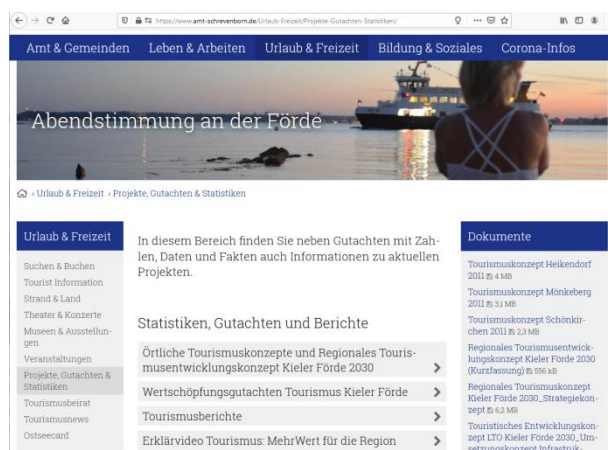 https://www.amt-schrevenborn.de/Urlaub-Freizeit/Projekte-Gutachten-Statistiken/
Amt & Gemeinden Leben & Arbeiten Urlaub & Freizeit Bildung & Soziales Corona-Infos
Abendstimmung an der Förde
› Urlaub & Freizeit › Projekte, Gutachten & Statistiken
Urlaub & Freizeit
Suchen & Buchen
Tourist Information
Strand & Land
Theater & Konzerte
Museen & Ausstellun-
gen
Veranstaltungen
Projekte, Gutachten &
Statistiken
Tourismusbeirat
Tourismusnews
Ostseecard
In diesem Bereich finden Sie neben Gutachten mit Zah-
len, Daten und Fakten auch Informationen zu aktuellen
Projekten.
Statistiken, Gutachten und Berichte
Örtliche Tourismuskonzepte und Regionales Touris-
musentwicklungskonzept Kieler Förde 2030
Wertschöpfungsgutachten Tourismus Kieler Förde
Tourismusberichte
Erklärvideo Tourismus: MehrWert für die Region
Dokumente
Tourismuskonzept Heikendorf
2011 4 MB
Tourismuskonzept Mönkeberg
2011 3,1 MB
Tourismuskonzept Schönkir-
chen 2011 2,3 MB
Regionales Tourismusentwick-
lungskonzept Kieler Förde 2030
(Kurzfassung) 556 kB
Regionales Tourismuskonzept
Kieler Förde 2030_Strategiekon-
zept 6,2 MB
Touristisches Entwicklungskon-
zept LTO Kieler Förde 2030_Um-
setzungskonzept Infrastruk-